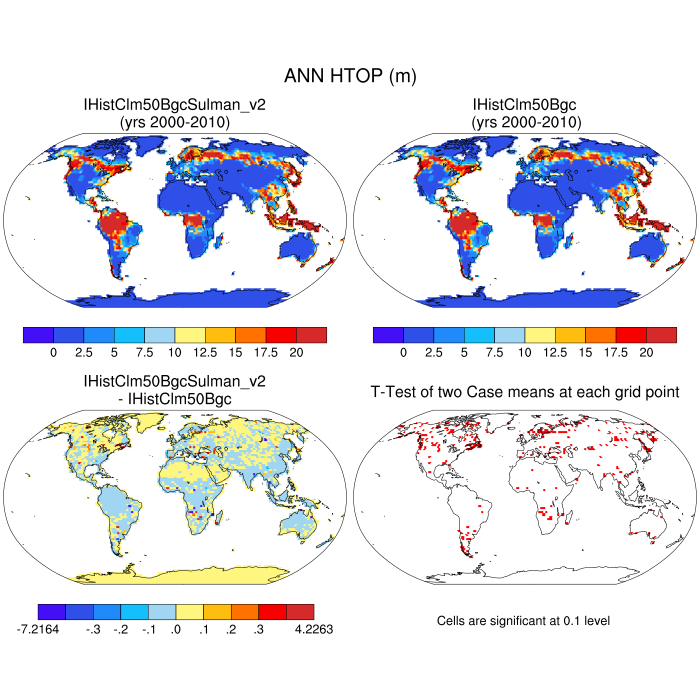 ANN HTOP (m)
IHistClm50BgcSulman_v2
(yrs 2000-2010)
IHistClm50Bgc
(yrs 2000-2010)
0 2.5 5 7.5 10 12.5 15 17.5 20
0 2.5 5 7.5 10 12.5 15 17.5 20
IHistClm50BgcSulman_v2
- IHistClm50Bgc
T-Test of two Case means at each grid point
-7.2164 -.3 -.2 -.1 .0 .1 .2 .3 4.2263
Cells are significant at 0.1 level